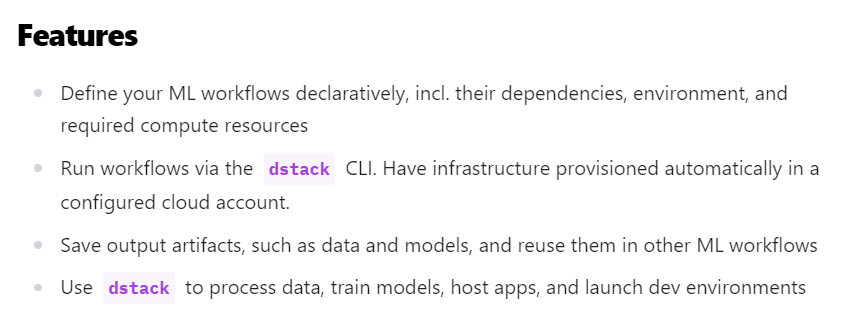 Features
Define your ML workflows declaratively, incl. their dependencies, environment, and
required compute resources
Run workflows via the dstack CLI. Have infrastructure provisioned automatically in a
configured cloud account.
Save output artifacts, such as data and models, and reuse them in other ML workflows
Use dstack to process data, train models, host apps, and launch dev environments